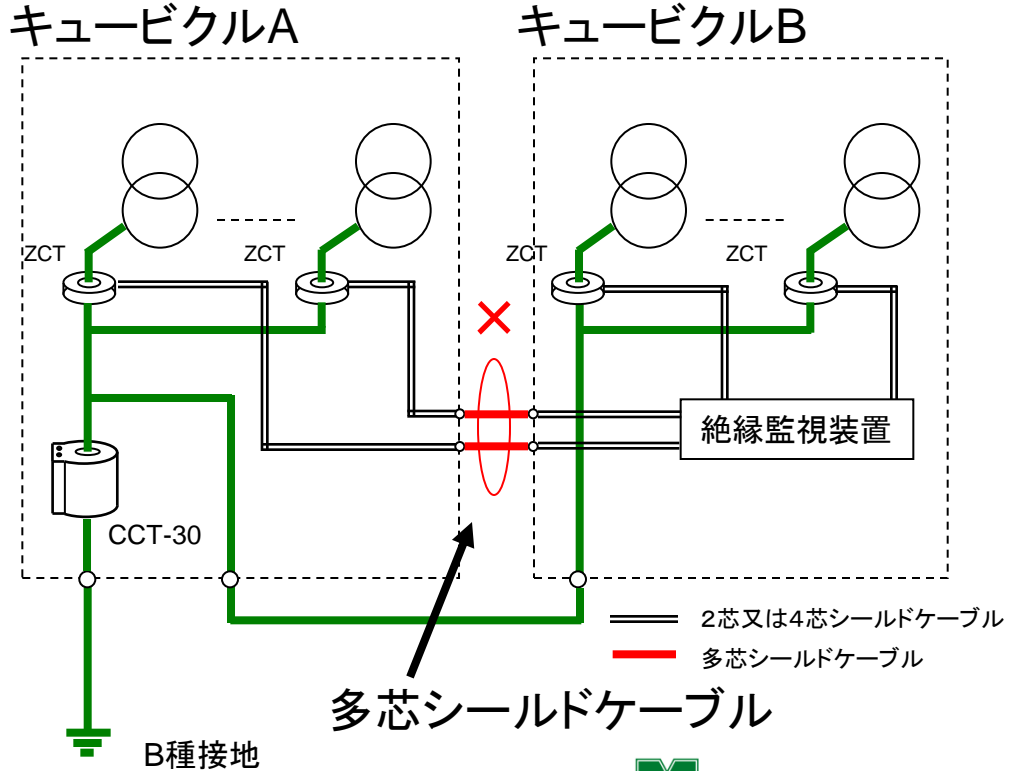 キュービクルA
キュービクルB
ZCT
ZCT
ZCT
ZCT
×
絶縁監視装置
CCT-30
2芯又は4芯シールドケーブル
多芯シールドケーブル
多芯シールドケーブル
B種接地
M